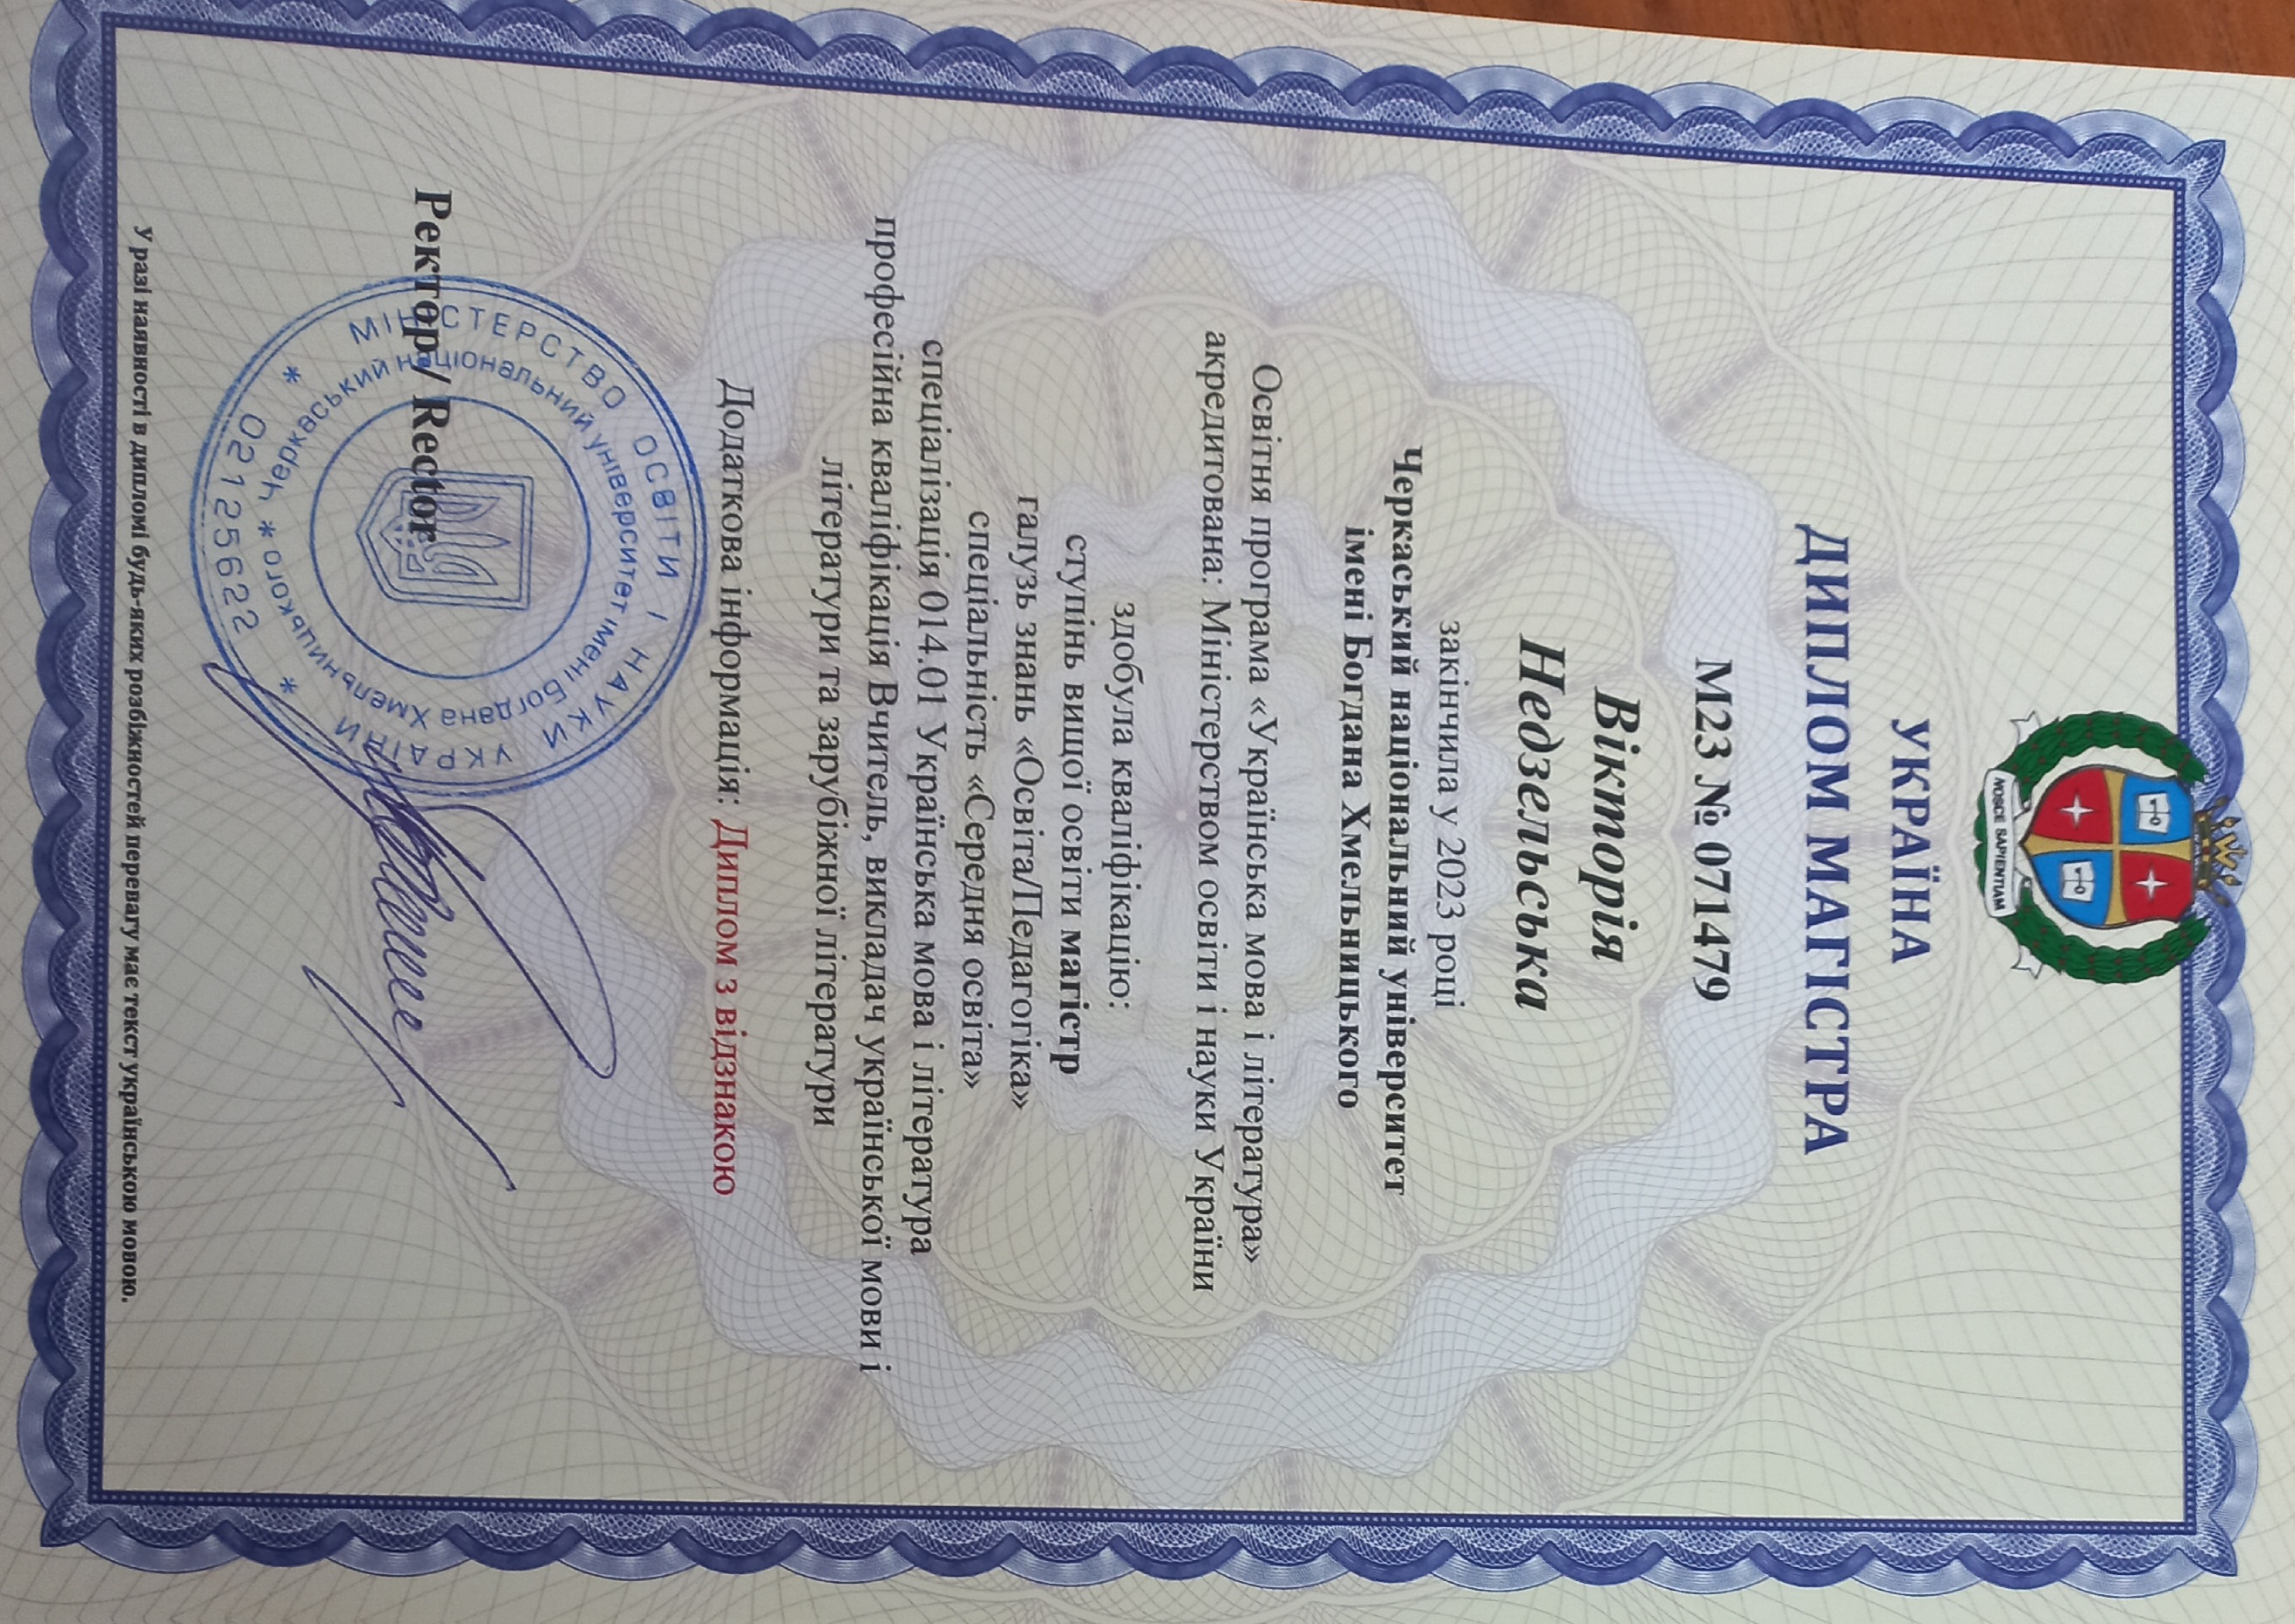 NOSCE SAPIENTIAM
УКРАЇНА
ДИПЛОМ МАГІСТРА
М23 № 071479
Вікторія
Недзельська
закінчила у 2023 році
Черкаський національний університет
імені Богдана Хмельницького
Освітня програма «Українська мова і література»
акредитована: Міністерством освіти і науки України
здобула кваліфікацію:
ступінь вищої освіти магістр
галузь знань «Освіта/Педагогіка»
спеціальність «Середня освіта»
спеціалізація 014.01 Українська мова і література
професійна кваліфікація Вчитель, викладач української мови і
літератури та зарубіжної літератури
Додаткова інформація: Диплом з відзнакою
Ректор/ Rector
МІНІСТЕРСТВО ОСВІТИ І НАУКИ УКРАЇНИ
* 02125622 *
Черкаський національний університет імені Богдана Хмельницького *
У разі наявності в дипломі будь-яких розбіжностей перевагу має текст українською мовою.